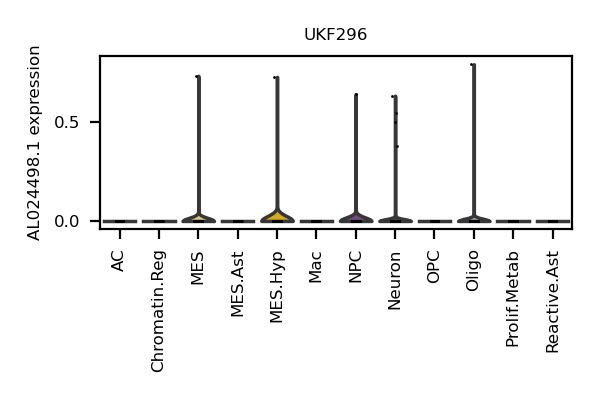 UKF296
AL024498.1 expression
0.5
0.0
AC
Chromatin.Reg
MES
MES.Ast
MES.Hyp
Mac
NPC
Neuron
OPC
Oligo
Prolif.Metab
Reactive.Ast